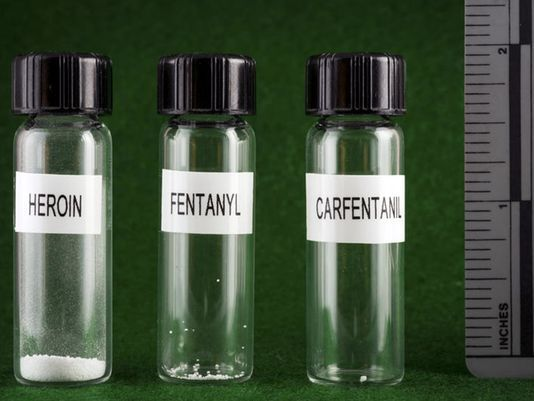 HEROIN
FENTANYL
CARFENTANIL
2
1
INCHES